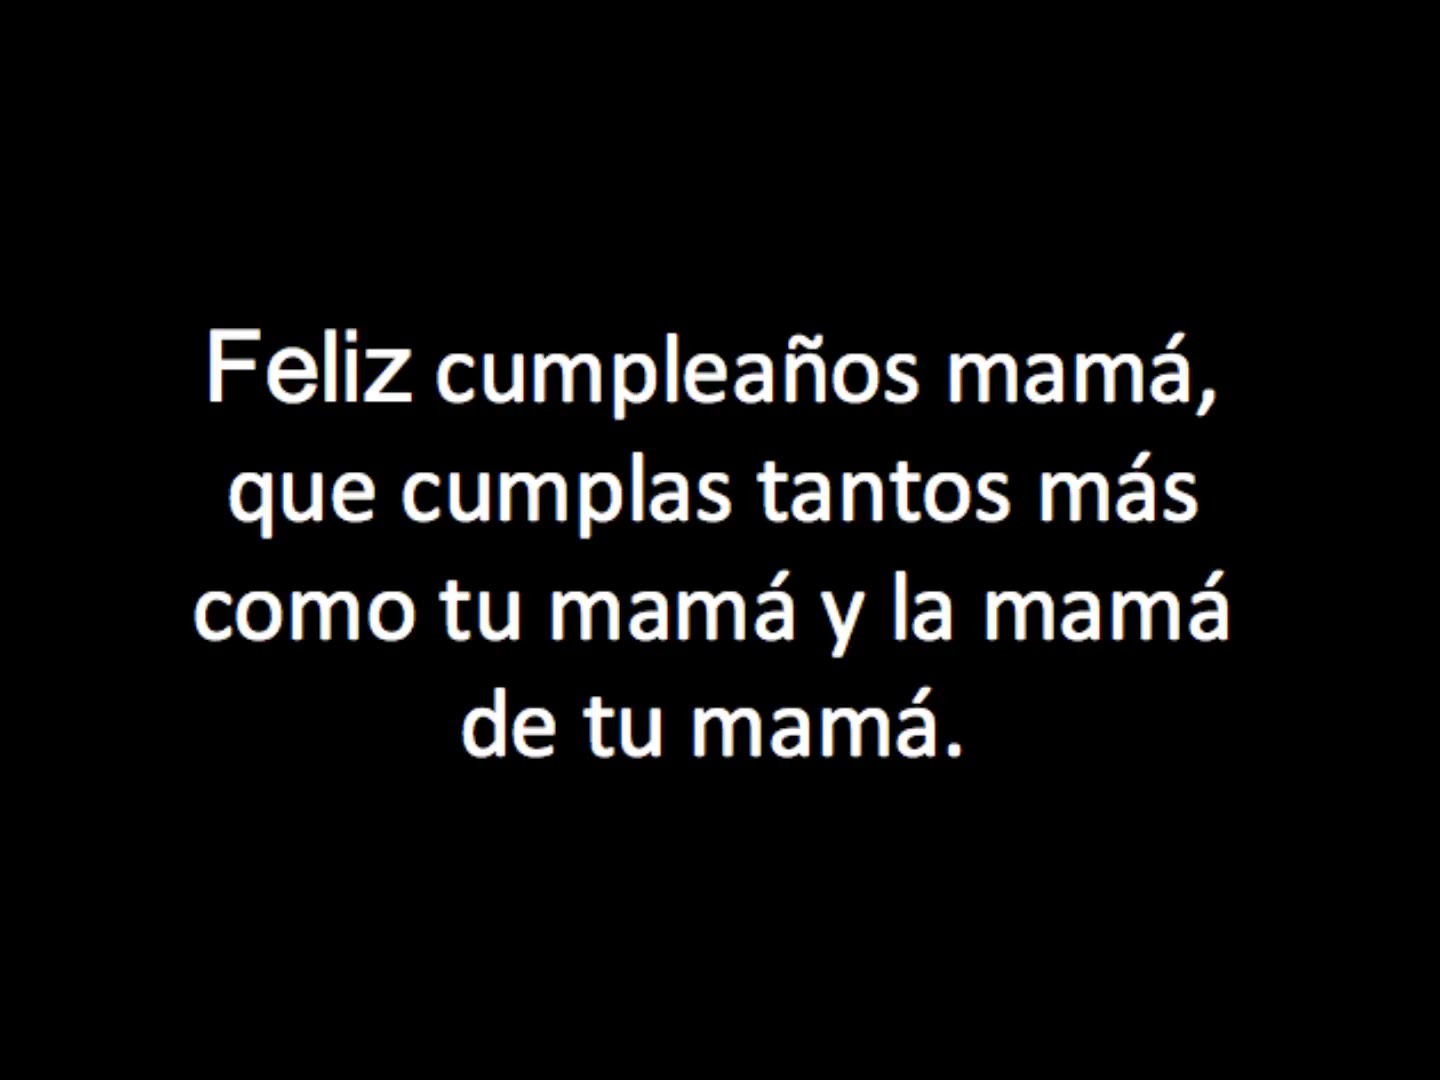 Feliz cumpleaños mamá,
que cumplas tantos más
como tu mamá y la mamá
de tu mamá.